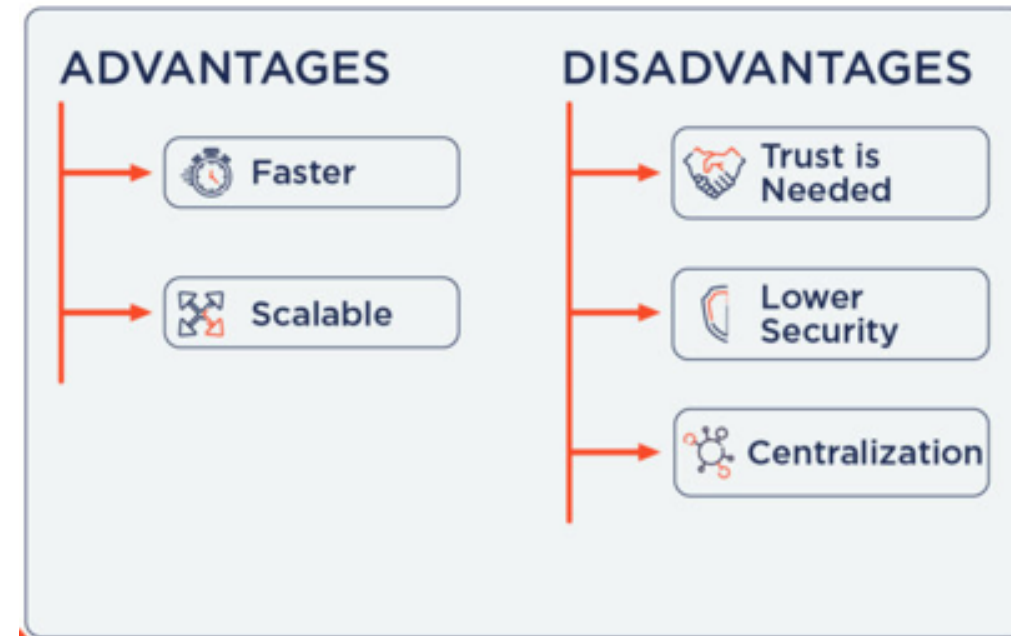 ADVANTAGES
Faster
Scalable
DISADVANTAGES
Trust is
Needed
Lower
Security
Centralization